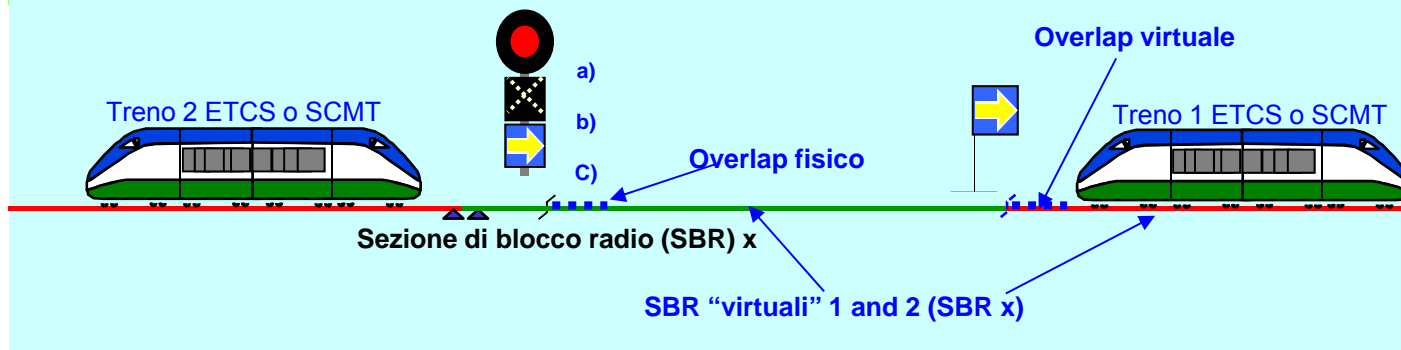 Overlap virtuale
a)
Treno 2 ETCS o SCMT
Treno 1 ETCS o SCMT
b)
Overlap fisico
C)
Sezione di blocco radio (SBR) x
SBR “virtuali” 1 and 2 (SBR x)